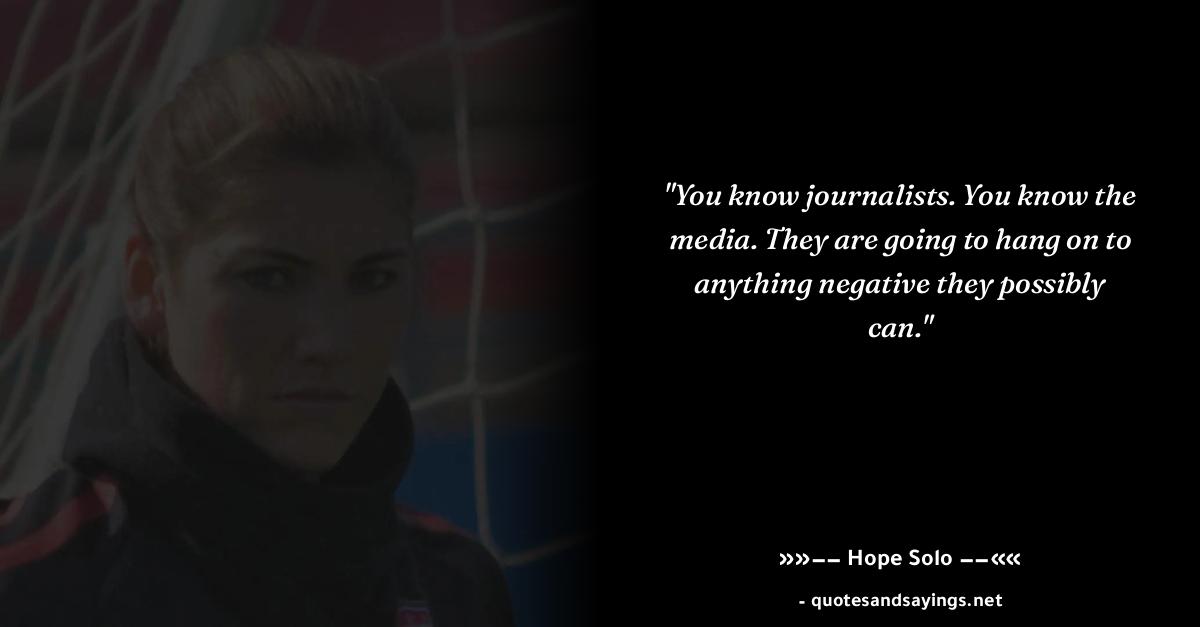 "You know journalists. You know the
media. They are going to hang on to
anything negative they possibly
can."
»»—— Hope Solo ——««
- quotesandsayings.net